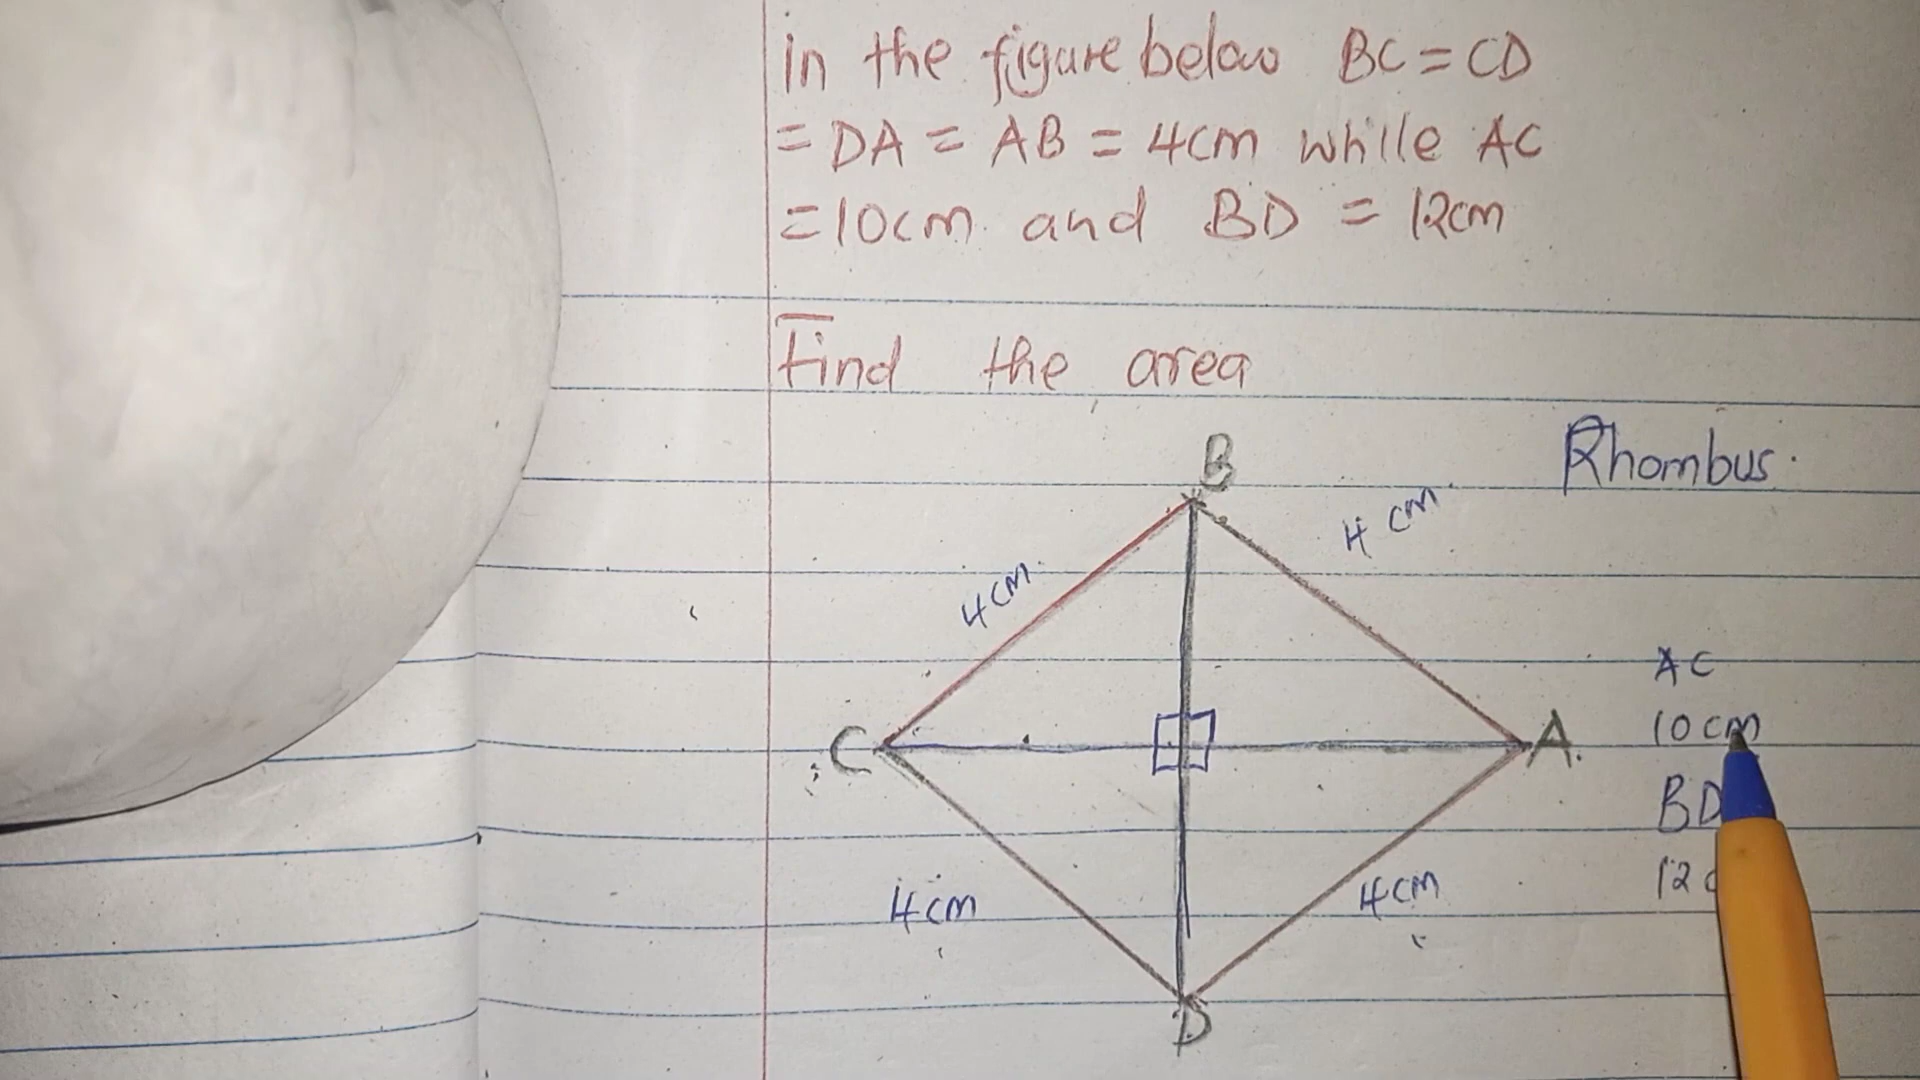 In the figure below BC = CD
= DA = AB = 4cm while AC
= 10cm and BD = 12cm
Find the area
Rhombus.
B
4 cm
4cm
AC
10 cm
C
A
BD
12
4cm
4cm
D